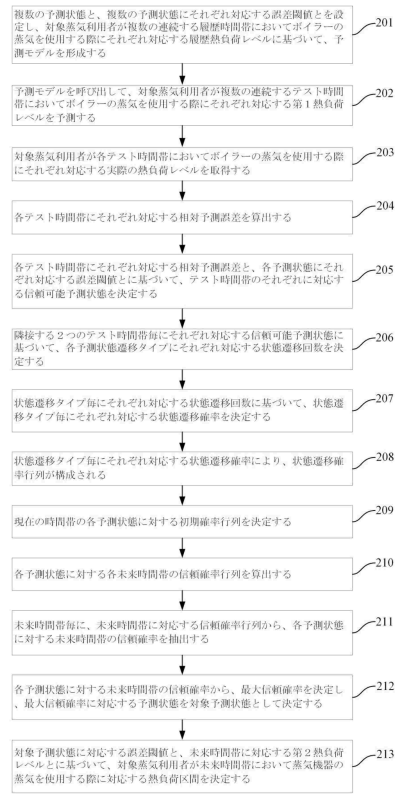 複数の予測状態と、複数の予測状態にそれぞれ対応する誤差閾値とを設
定し、対象蒸気利用者が複数の連続する履歴時間帯においてボイラーの
蒸気を使用する際にそれぞれ対応する履歴熱負荷レベルに基づいて、予
測モデルを形成する
201
予測モデルを呼び出して、対象蒸気利用者が複数の連続するテスト時間
帯においてボイラーの蒸気を使用する際にそれぞれ対応する第1熱負荷
レベルを予測する
202
対象蒸気利用者が各テスト時間帯においてボイラーの蒸気を使用する際
にそれぞれ対応する実際の熱負荷レベルを取得する
203
各テスト時間帯にそれぞれ対応する相対予測誤差を算出する
204
各テスト時間帯にそれぞれ対応する相対予測誤差と、各予測状態にそれ
ぞれ対応する誤差閾値とに基づいて、テスト時間帯のそれぞれに対応す
る信頼可能予測状態を決定する
205
隣接する2つのテスト時間帯毎にそれぞれ対応する信頼可能予測状態に
基づいて、各予測状態遷移タイプにそれぞれ対応する状態遷移回数を決
定する
206
状態遷移タイプ毎にそれぞれ対応する状態遷移回数に基づいて、状態遷
移タイプ毎にそれぞれ対応する状態遷移確率を決定する
207
状態遷移タイプ毎にそれぞれ対応する状態遷移確率により、状態遷移確
率行列が構成される
208
現在の時間帯の各予測状態に対する初期確率行列を決定する
209
各予測状態に対する各未来時間帯の信頼確率行列を算出する
210
未来時間帯毎に、未来時間帯に対応する信頼確率行列から、各予測状態
に対する未来時間帯の信頼確率を抽出する
211
各予測状態に対する未来時間帯の信頼確率から、最大信頼確率を決定し、
最大信頼確率に対応する予測状態を対象予測状態として決定する
212
対象予測状態に対応する誤差閾値と、未来時間帯に対応する第2熱負荷
レベルとに基づいて、対象蒸気利用者が未来時間帯において蒸気機器の
蒸気を使用する際に対応する熱負荷区間を決定する
213